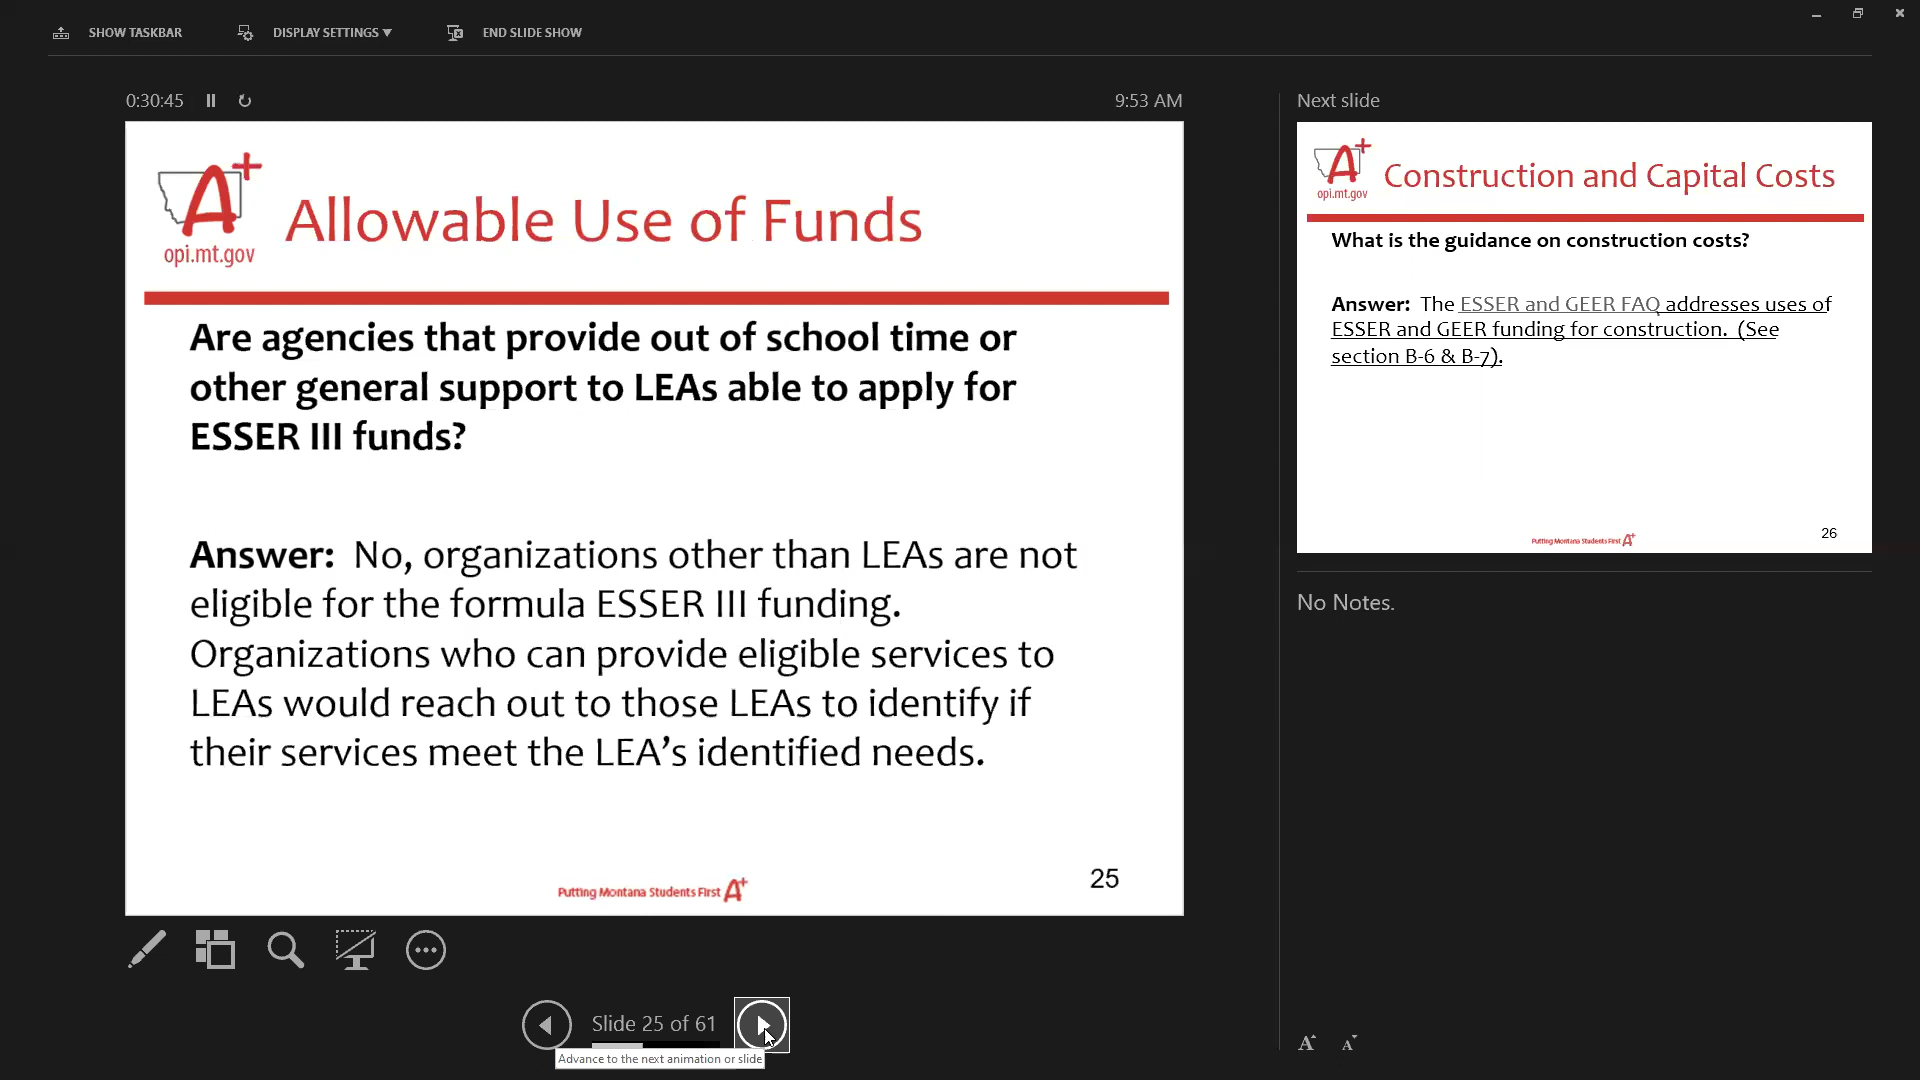 SHOW TASKBAR
DISPLAY SETTINGS ▼
END SLIDE SHOW
0:30:45
9:53 AM
A+
opi.mt.gov
Allowable Use of Funds
Are agencies that provide out of school time or
other general support to LEAs able to apply for
ESSER III funds?
Answer: No, organizations other than LEAs are not
eligible for the formula ESSER III funding.
Organizations who can provide eligible services to
LEAs would reach out to those LEAs to identify if
their services meet the LEA’s identified needs.
Putting Montana Students First A+
25
Slide 25 of 61
Advance to the next animation or slide
Next slide
A+
opi.mt.gov
Construction and Capital Costs
What is the guidance on construction costs?
Answer: The ESSER and GEER FAQ addresses uses of
ESSER and GEER funding for construction. (See
section B-6 & B-7).
Putting Montana Students First A+
26
No Notes.
A A